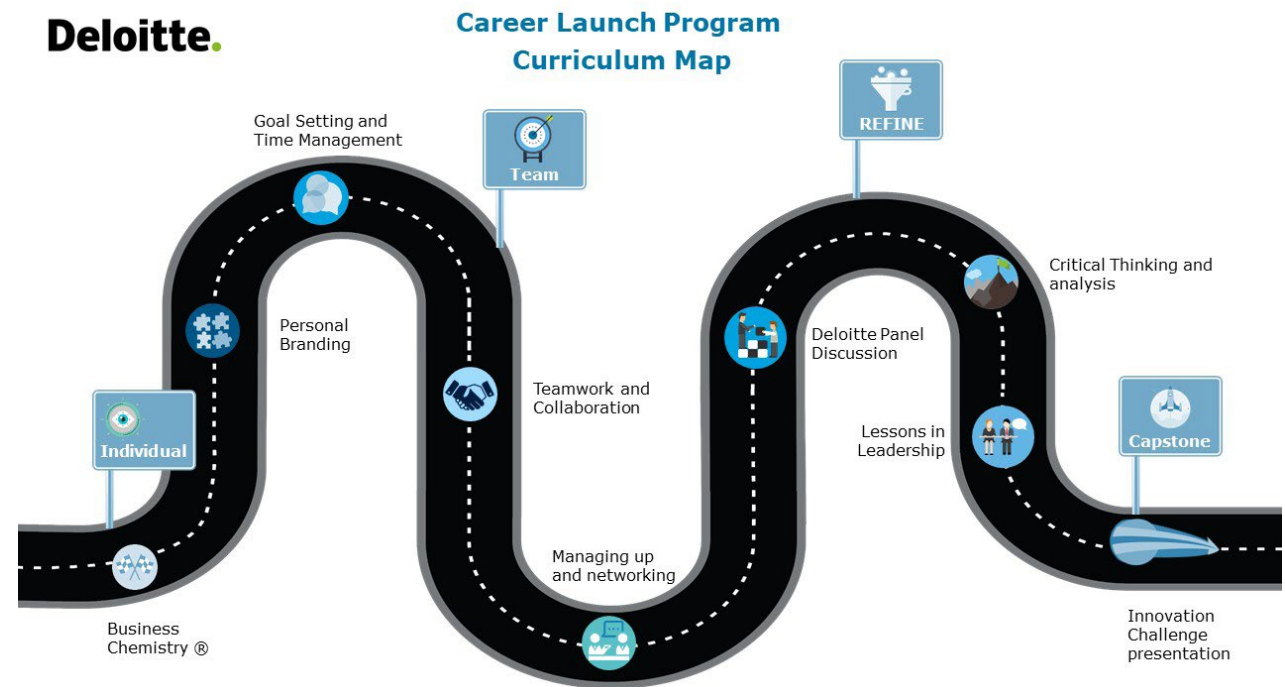 Deloitte.
Career Launch Program
Curriculum Map
Individual
Business
Chemistry ®
Personal
Branding
Goal Setting and
Time Management
Team
Teamwork and
Collaboration
Managing up
and networking
Deloitte Panel
Discussion
REFINE
Critical Thinking and
analysis
Lessons in
Leadership
Capstone
Innovation
Challenge
presentation